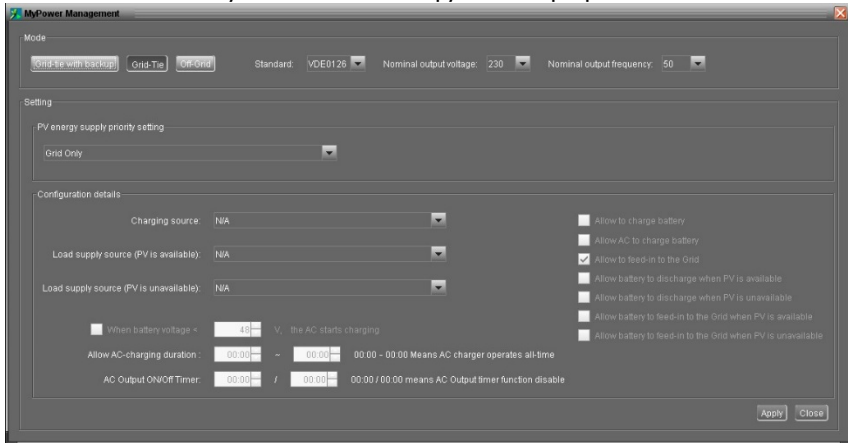 MyPower Management
Mode
Grid-tie with backup Grid-Tie Off-Grid Standard: VDE0126 Nominal output voltage: 230 Nominal output frequency: 50
Setting
PV energy supply priority setting
Grid Only
Configuration details
Charging source: N/A
Load supply source (PV is available): N/A
Load supply source (PV is unavailable): N/A
When battery voltage < 48 V, the AC starts charging
Allow AC-charging duration : 00:00 ~ 00:00 00:00 - 00:00 Means AC charger operates all-time
AC Output ON/Off Timer: 00:00 / 00:00 00:00 / 00:00 means AC Output timer function disable
Allow to charge battery
Allow AC to charge battery
Allow to feed-in to the Grid
Allow battery to discharge when PV is available
Allow battery to discharge when PV is unavailable
Allow battery to feed-in to the Grid when PV is available
Allow battery to feed-in to the Grid when PV is unavailable
Apply Close